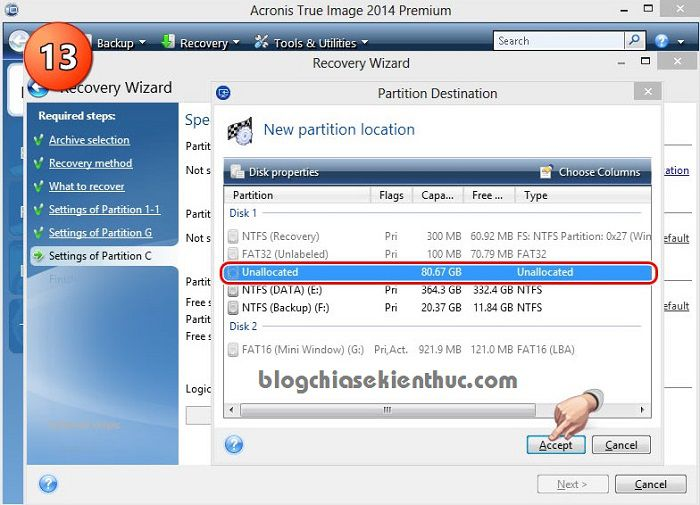 Acronis True Image 2014 Premium
13
Backup
Recovery
Tools & Utilities
Search
Recovery Wizard
Recovery Wizard
Required steps:
Archive selection
Recovery method
What to recover
Settings of Partition 1-1
Settings of Partition G
Settings of Partition C
Finish
Spe
Partit
Not s
ation
Partit
Not s
default
Partit
Free s
Partit
Free s
default
Logic
Partition Destination
New partition location
Disk properties
Choose Columns
Partition Flags Capa... Free ... Type
Disk 1
NTFS (Recovery) Pri 300 MB 60.92 MB FS: NTFS Partition: 0x27 (Win
FAT32 (Unlabeled) Pri 100 MB 70.79 MB FAT32
Unallocated 80.67 GB Unallocated
NTFS (DATA) (E:) Pri 364.3 GB 332.4 GB NTFS
NTFS (Backup) (F:) Pri 20.37 GB 11.84 GB NTFS
Disk 2
FAT16 (Mini Window) (G:) Pri,Act. 921.9 MB 121.0 MB FAT16 (LBA)
blogchiasekienthuc.com
Accept
Cancel
Next >
Cancel